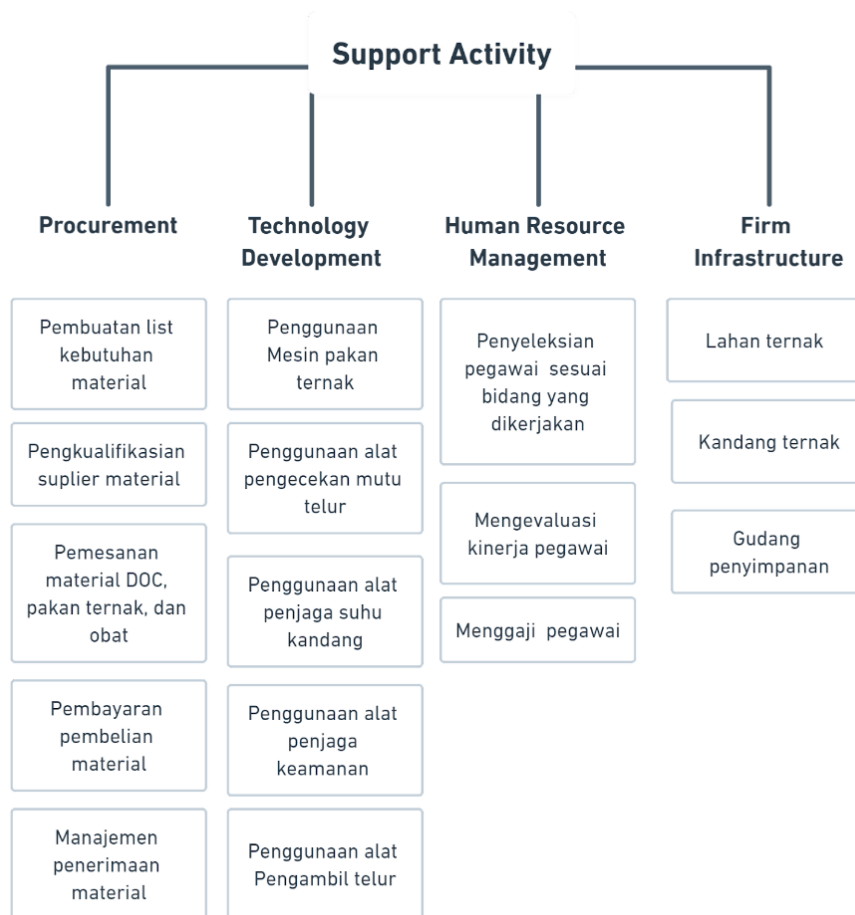 Support Activity
Procurement
Pembuatan list
kebutuhan
material
Pengkualifikasian
suplier material
Pemesanan
material DOC,
pakan ternak, dan
obat
Pembayaran
pembelian
material
Manajemen
penerimaan
material
Technology
Development
Penggunaan
Mesin pakan
ternak
Penggunaan alat
pengecekan mutu
telur
Penggunaan alat
penjaga suhu
kandang
Penggunaan alat
penjaga
keamanan
Penggunaan alat
Pengambil telur
Human Resource
Management
Penyeleksian
pegawai sesuai
bidang yang
dikerjakan
Mengevaluasi
kinerja pegawai
Menggaji pegawai
Firm
Infrastructure
Lahan ternak
Kandang ternak
Gudang
penyimpanan